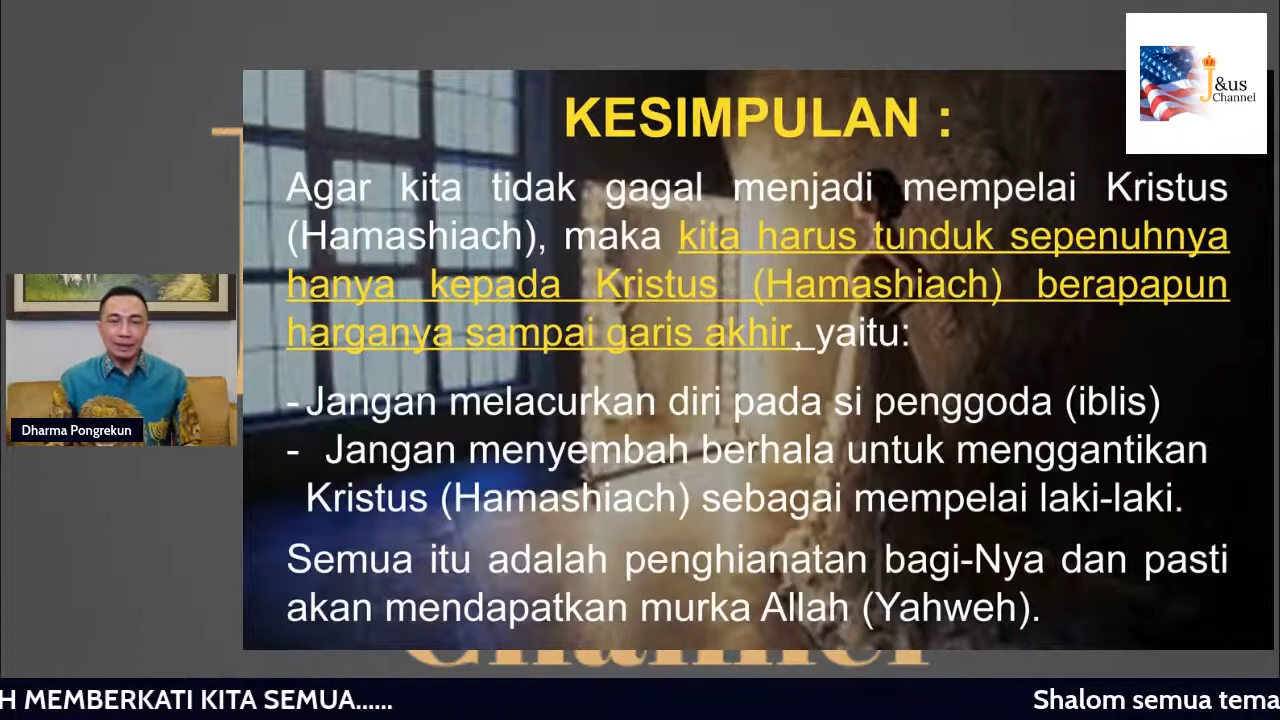 J&us
Channel
KESIMPULAN :
Agar kita tidak gagal menjadi mempelai Kristus
(Hamashiach), maka kita harus tunduk sepenuhnya
hanya kepada Kristus (Hamashiach) berapapun
harganya sampai garis akhir, yaitu:
- Jangan melacurkan diri pada si penggoda (iblis)
- Jangan menyembah berhala untuk menggantikan
Kristus (Hamashiach) sebagai mempelai laki-laki.
Semua itu adalah penghianatan bagi-Nya dan pasti
akan mendapatkan murka Allah (Yahweh).
Dharma Pongrekun
Channel
H MEMBERKATI KITA SEMUA...... Shalom semua tema